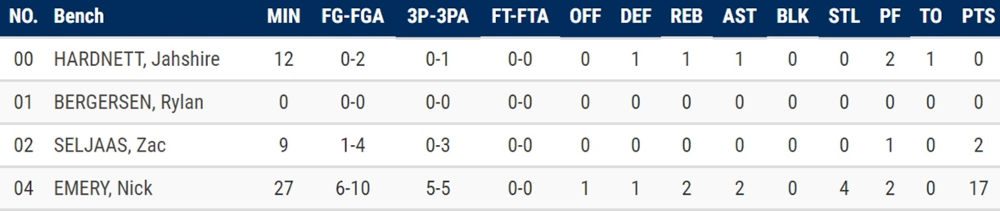 NO. Bench MIN FG-FGA 3P-3PA FT-FTA OFF DEF REB AST BLK STL PF TO PTS
00 HARDNETT, Jahshire 12 0-2 0-1 0-0 0 1 1 1 0 0 2 1 0
01 BERGERSEN, Rylan 0 0-0 0-0 0-0 0 0 0 0 0 0 0 0 0
02 SELJAAS, Zac 9 1-4 0-3 0-0 0 0 0 0 0 0 1 0 2
04 EMERY, Nick 27 6-10 5-5 0-0 1 1 2 2 0 4 2 0 17